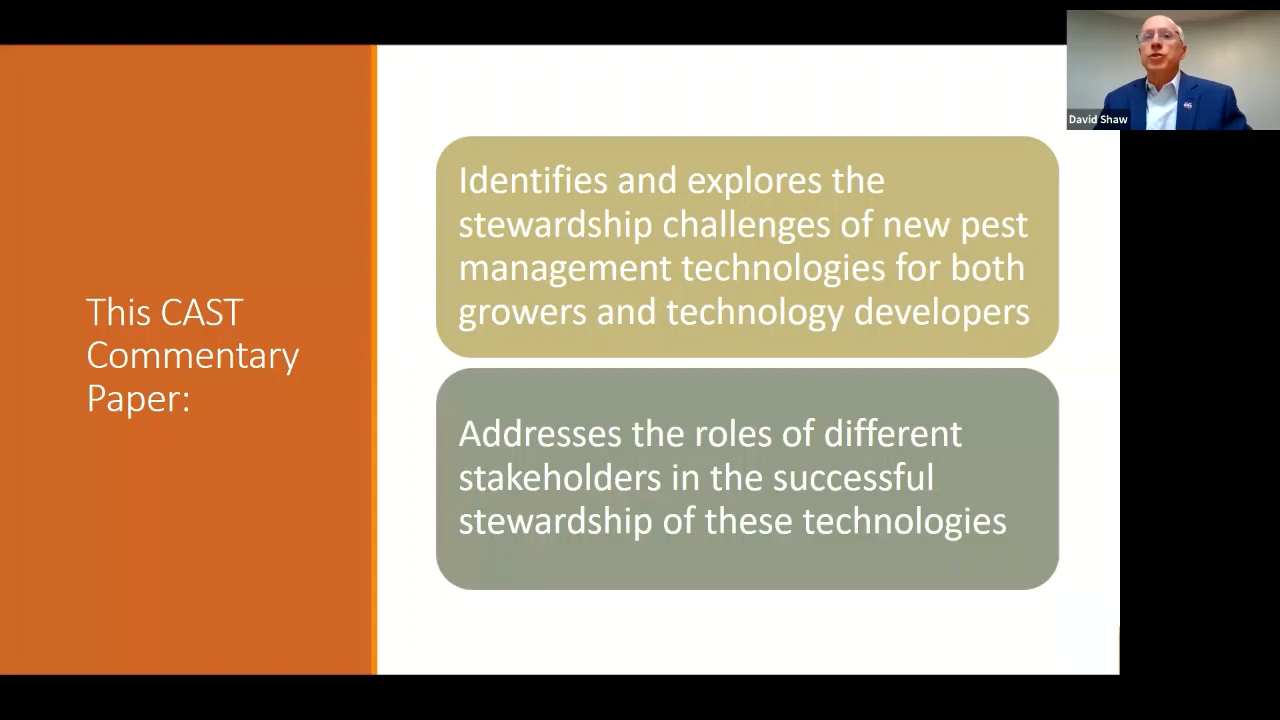 David Shaw
This CAST
Commentary
Paper:
Identifies and explores the
stewardship challenges of new pest
management technologies for both
growers and technology developers
Addresses the roles of different
stakeholders in the successful
stewardship of these technologies